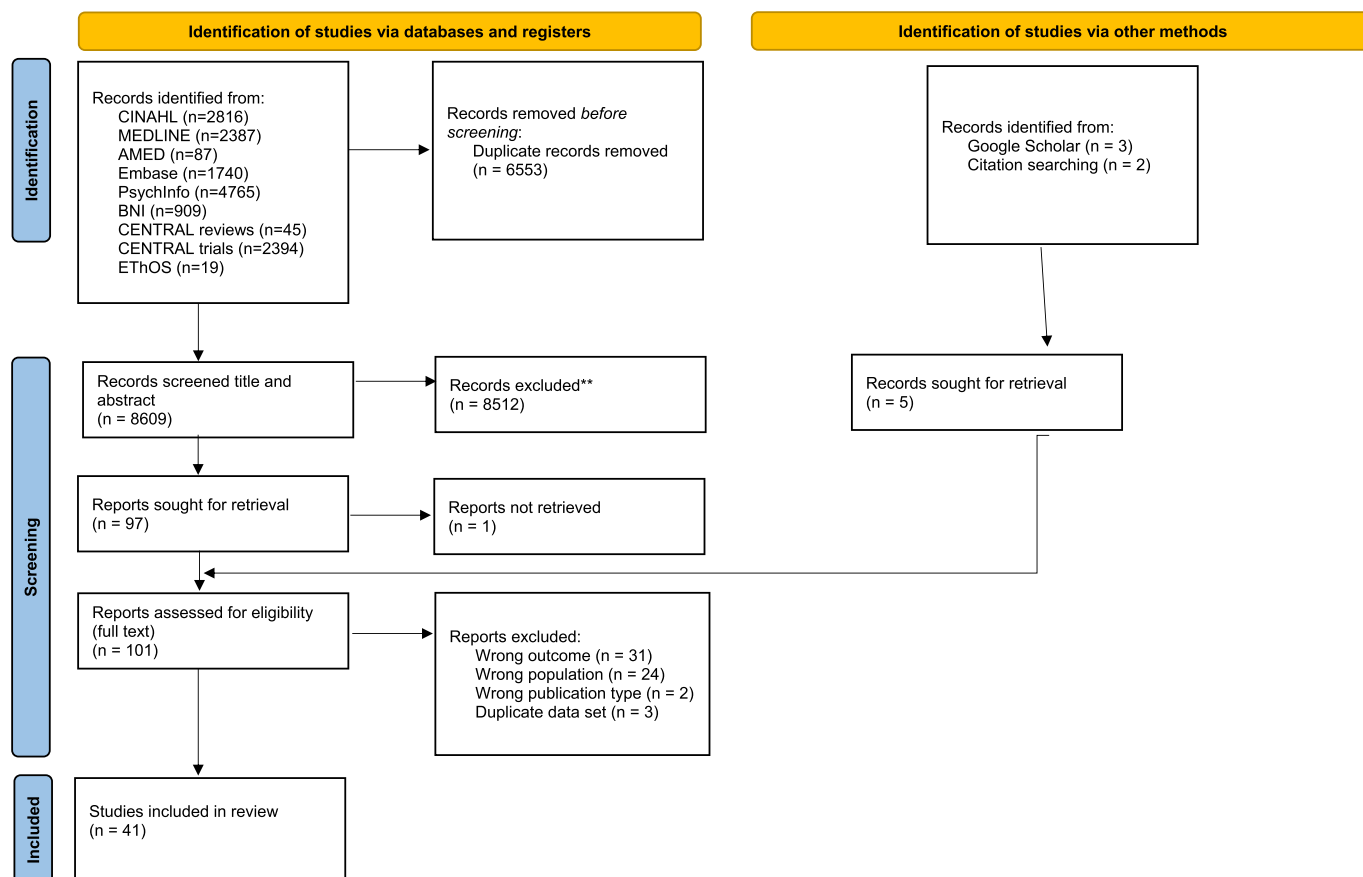 Identification of studies via databases and registers
Identification of studies via other methods
Identification
Records identified from:
CINAHL (n=2816)
MEDLINE (n=2387)
AMED (n=87)
Embase (n=1740)
PsychInfo (n=4765)
BNI (n=909)
CENTRAL reviews (n=45)
CENTRAL trials (n=2394)
EThOS (n=19)
Records removed before
screening:
Duplicate records removed
(n = 6553)
Records identified from:
Google Scholar (n = 3)
Citation searching (n = 2)
Screening
Records screened title and
abstract
(n = 8609)
Records excluded**
(n = 8512)
Records sought for retrieval
(n = 5)
Reports sought for retrieval
(n = 97)
Reports not retrieved
(n = 1)
Reports assessed for eligibility
(full text)
(n = 101)
Reports excluded:
Wrong outcome (n = 31)
Wrong population (n = 24)
Wrong publication type (n = 2)
Duplicate data set (n = 3)
Included
Studies included in review
(n = 41)